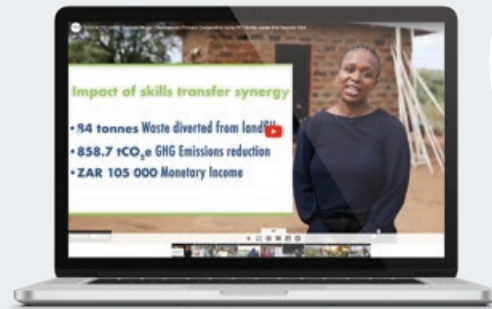 Impact of skills transfer synergy
• 84 tonnes Waste diverted from landfill
• 858.7 tCO₂e GHG Emissions reduction
• ZAR 105 000 Monetary Income